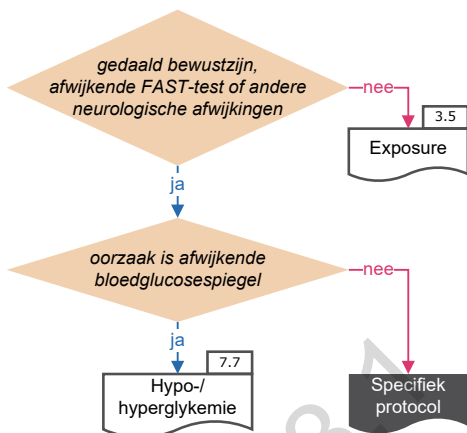 gedaald bewustzijn,
afwijkende FAST-test of andere
neurologische afwijkingen
nee
3.5
Exposure
ja
oorzaak is afwijkende
bloedglucosespiegel
nee
ja
7.7
Hypo-/
hyperglykemie
Specifiek
protocol